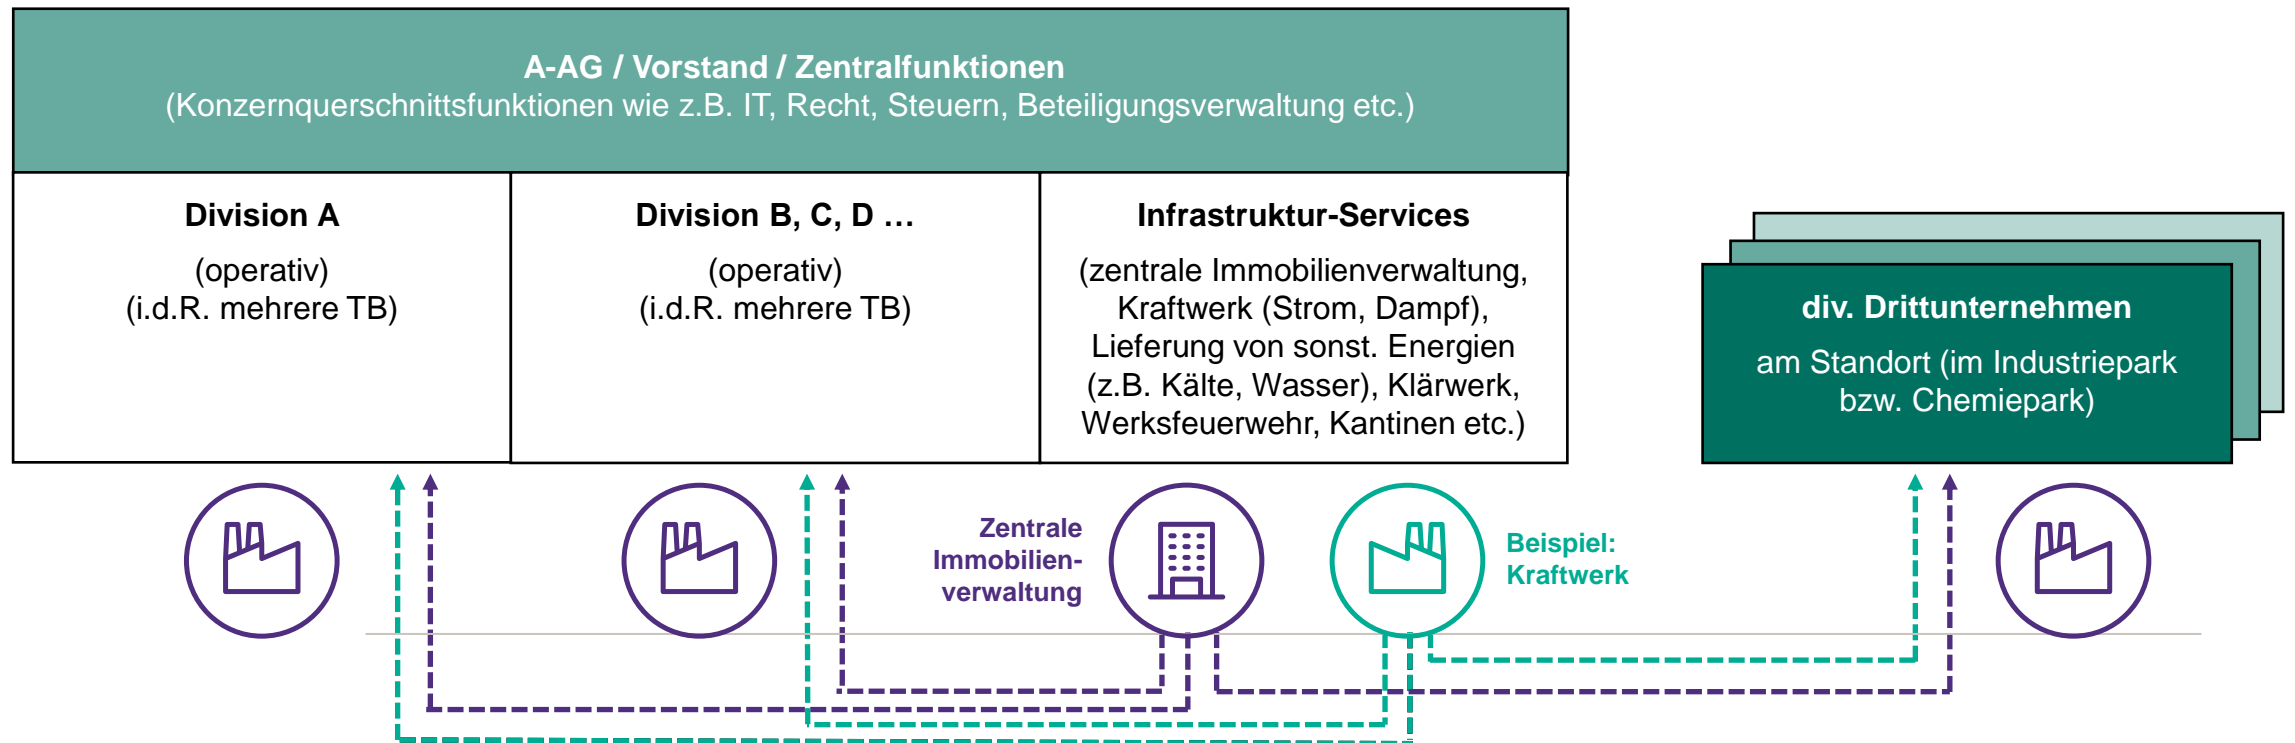 A-AG / Vorstand / Zentralfunktionen
(Konzernquerschnittsfunktionen wie z.B. IT, Recht, Steuern, Beteiligungsverwaltung etc.)
Division A
(operativ)
(i.d.R. mehrere TB)
Division B, C, D …
(operativ)
(i.d.R. mehrere TB)
Infrastruktur-Services
(zentrale Immobilienverwaltung,
Kraftwerk (Strom, Dampf),
Lieferung von sonst. Energien
(z.B. Kälte, Wasser), Klärwerk,
Werksfeuerwehr, Kantinen etc.)
div. Drittunternehmen
am Standort (im Industriepark
bzw. Chemiepark)
Zentrale
Immobilien-
verwaltung
Beispiel:
Kraftwerk